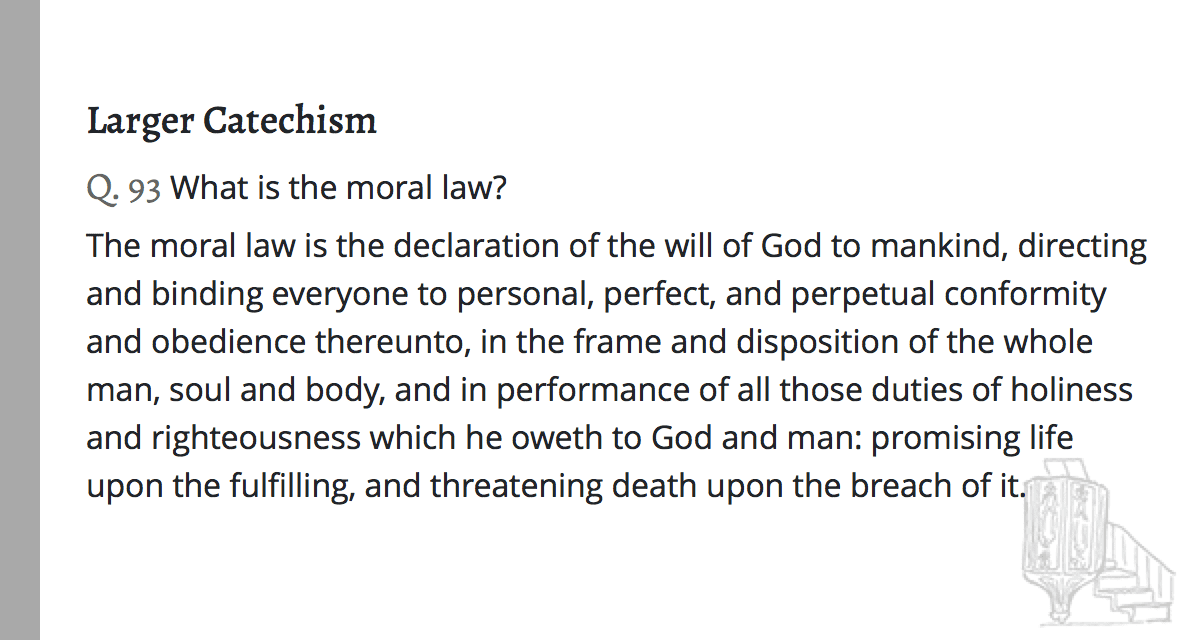 Larger Catechism
Q. 93 What is the moral law?
The moral law is the declaration of the will of God to mankind, directing
and binding everyone to personal, perfect, and perpetual conformity
and obedience thereunto, in the frame and disposition of the whole
man, soul and body, and in performance of all those duties of holiness
and righteousness which he oweth to God and man: promising life
upon the fulfilling, and threatening death upon the breach of it.